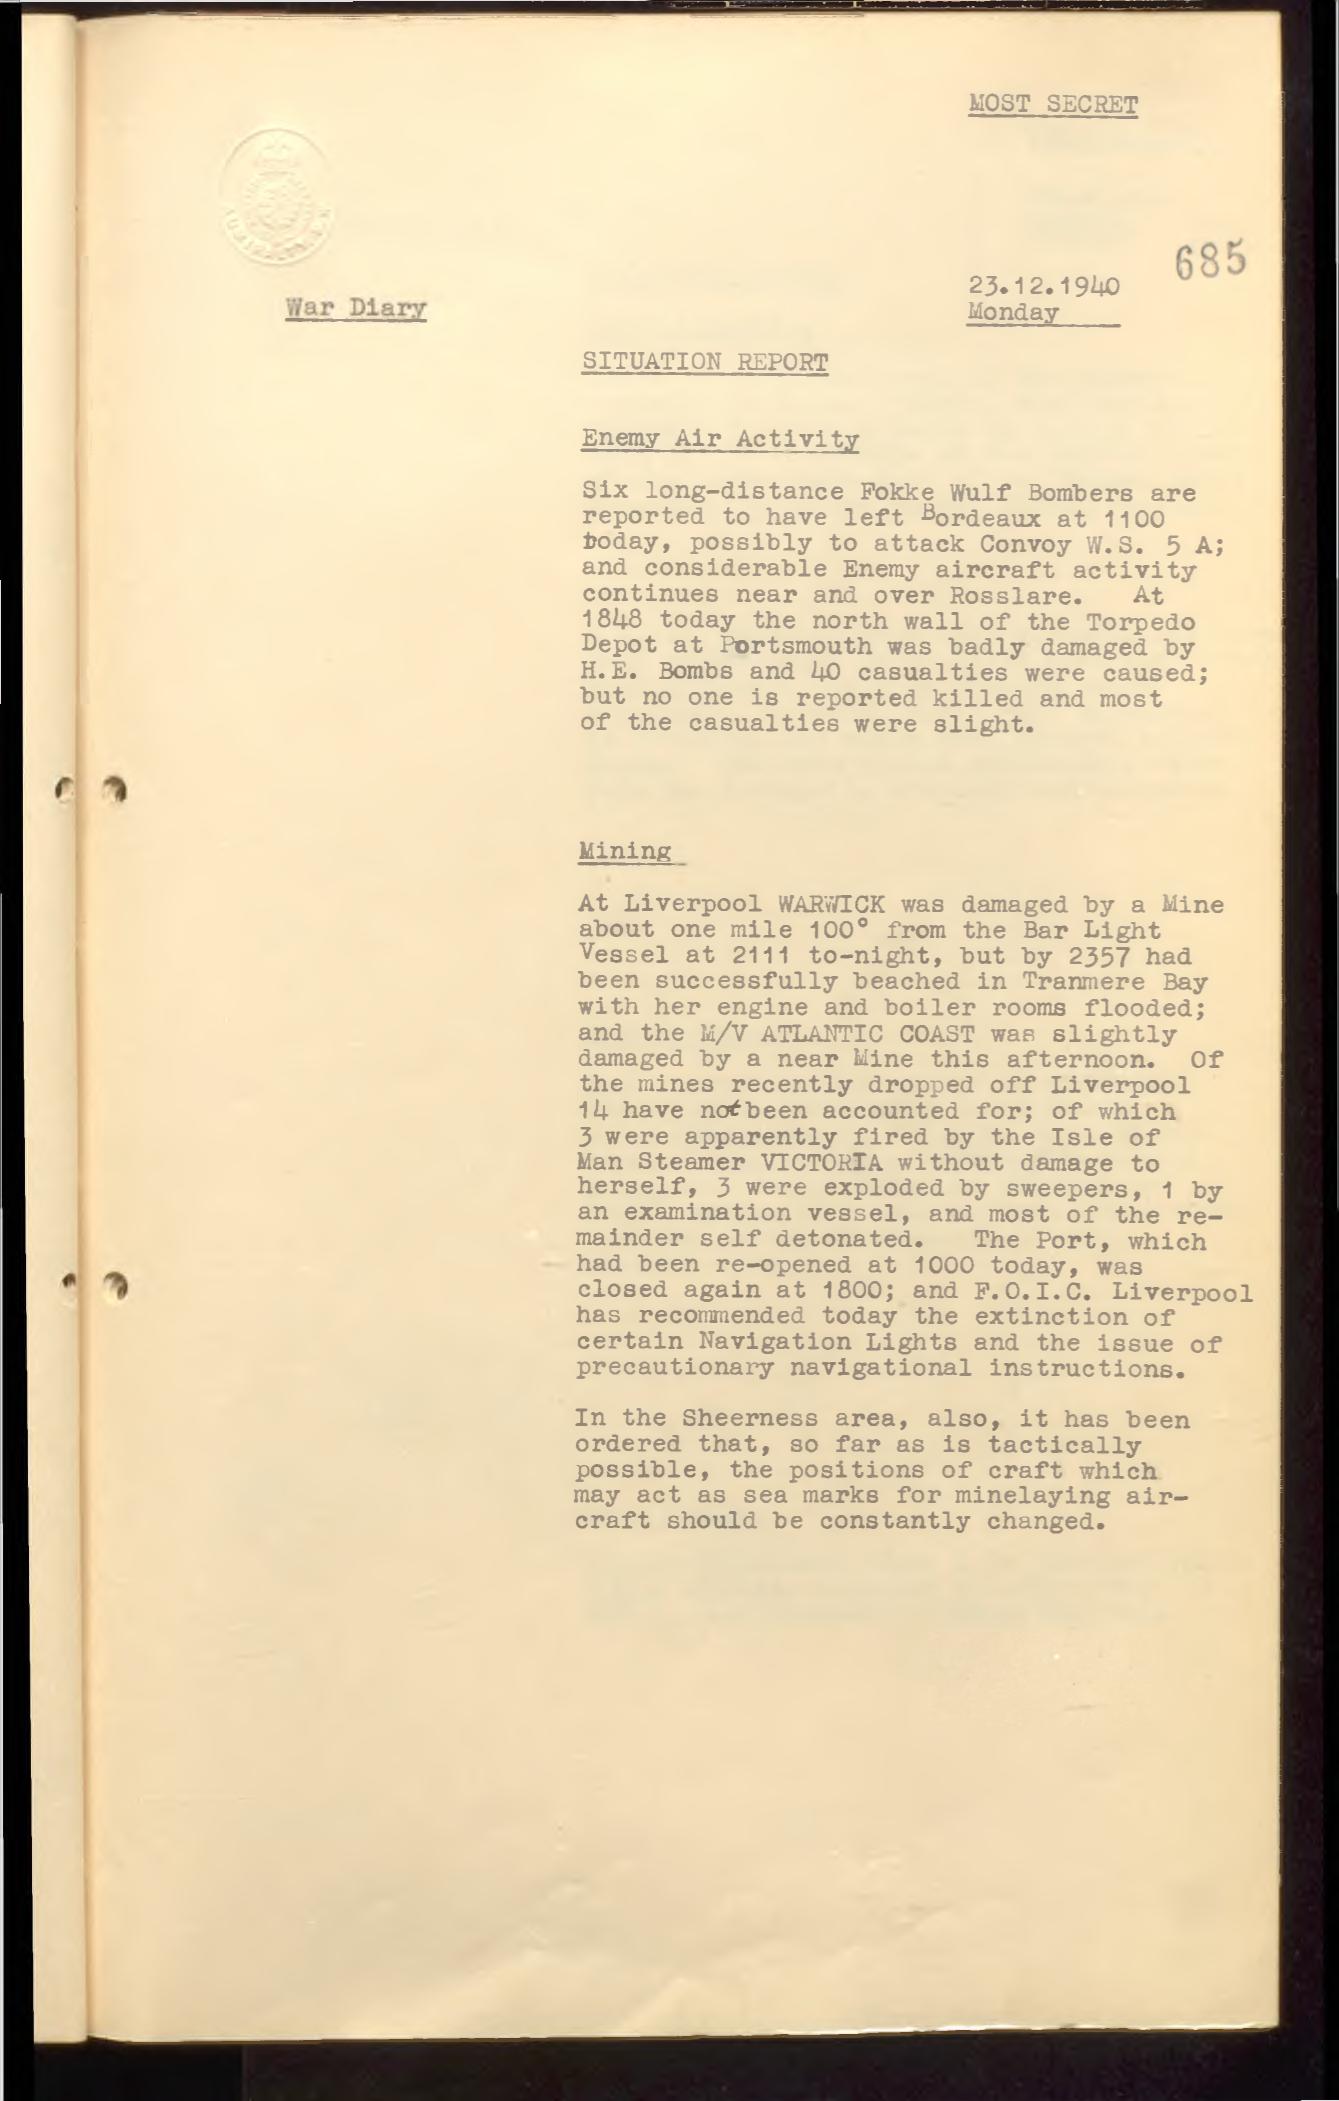 MOST SECRET
685
23.12.1940
War Diary
Monday
SITUATION REPORT
Enemy Air Activity
Six long-distance Fokke Wulf Bombers are
reported to have left Bordeaux at 1100
today, possibly to attack Convoy W.S. 5 A;
and considerable Enemy aircraft activity
continues near and over Rosslare. At
1848 today the north wall of the Torpedo
Depot at Portsmouth was badly damaged by
H.E. Bombs and 40 casualties were caused;
but no one is reported killed and most
of the casualties were slight.
Mining
At Liverpool WARWICK was damaged by a Mine
about one mile 100° from the Bar Light
Vessel at 2111 to-night, but by 2357 had
been successfully beached in Tranmere Bay
with her engine and boiler rooms flooded;
and the M/V ATLANTIC COAST was slightly
damaged by a near Mine this afternoon. Of
the mines recently dropped off Liverpool
14 have not been accounted for; of which
3 were apparently fired by the Isle of
Man Steamer VICTORIA without damage to
herself, 3 were exploded by sweepers, 1 by
an examination vessel, and most of the re-
mainder self detonated. The Port, which
had been re-opened at 1000 today, was
closed again at 1800; and F.O.I.C. Liverpool
has recommended today the extinction of
certain Navigation Lights and the issue of
precautionary navigational instructions.
In the Sheerness area, also, it has been
ordered that, so far as is tactically
possible, the positions of craft which
may act as sea marks for minelaying air-
craft should be constantly changed.